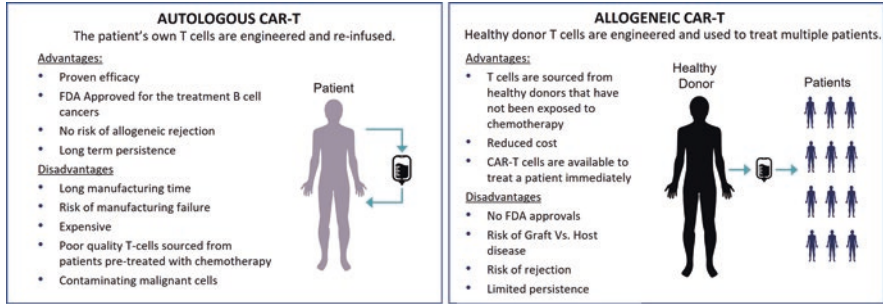 AUTOLOGOUS CAR-T
The patient's own T cells are engineered and re-infused.
Advantages:
• Proven efficacy
• FDA Approved for the treatment B cell
cancers
• No risk of allogeneic rejection
• Long term persistence
Disadvantages
• Long manufacturing time
• Risk of manufacturing failure
• Expensive
• Poor quality T-cells sourced from
patients pre-treated with chemotherapy
• Contaminating malignant cells
Patient
ALLOGENEIC CAR-T
Healthy donor T cells are engineered and used to treat multiple patients.
Advantages:
• T cells are sourced from
healthy donors that have
not been exposed to
chemotherapy
• Reduced cost
• CAR-T cells are available to
treat a patient immediately
Disadvantages
• No FDA approvals
• Risk of Graft Vs. Host
disease
• Risk of rejection
• Limited persistence
Healthy
Donor
Patients